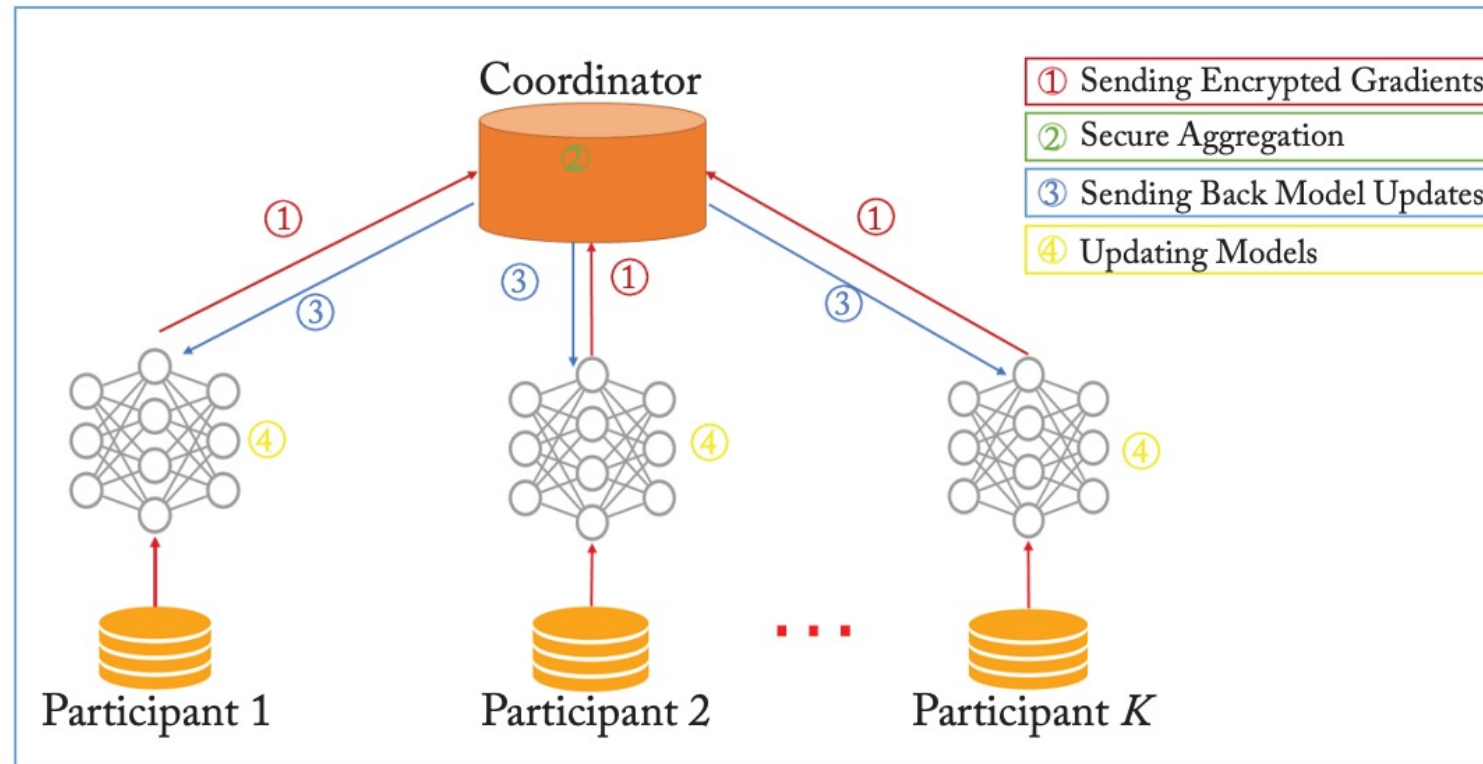 Coordinator
① Sending Encrypted Gradients
② Secure Aggregation
③ Sending Back Model Updates
④ Updating Models
②
① ①
③ ③ ① ③
④ ④ ④
...
Participant 1 Participant 2 Participant K